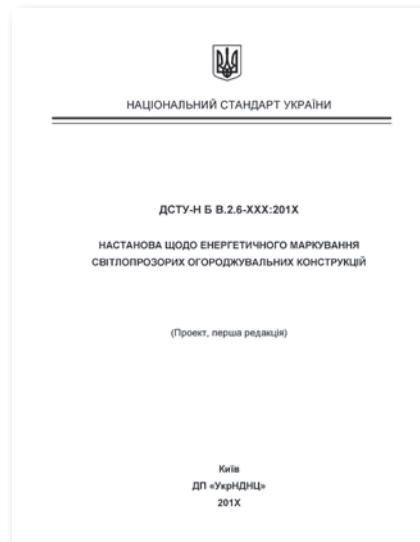 НАЦІОНАЛЬНИЙ СТАНДАРТ УКРАЇНИ
ДСТУ-Н Б В.2.6-ХХХ:201Х
НАСТАНОВА ЩОДО ЕНЕРГЕТИЧНОГО МАРКУВАННЯ
СВІТЛОПРОЗОРИХ ОГОРОДЖУВАЛЬНИХ КОНСТРУКЦІЙ
(Проект, перша редакція)
Київ
ДП «УкрНДНЦ»
201Х